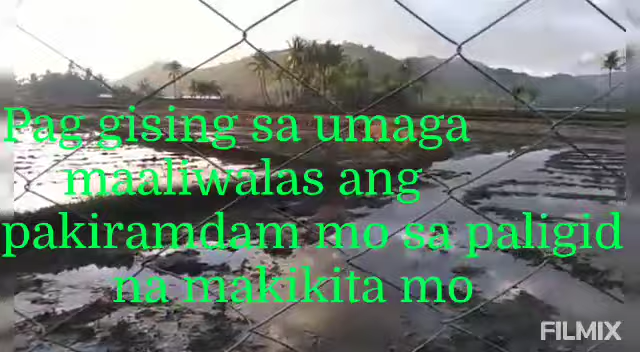 Pag gising sa umaga
maaliwalas ang
pakiramdam mo sa paligid
na makikita mo
FILMIX